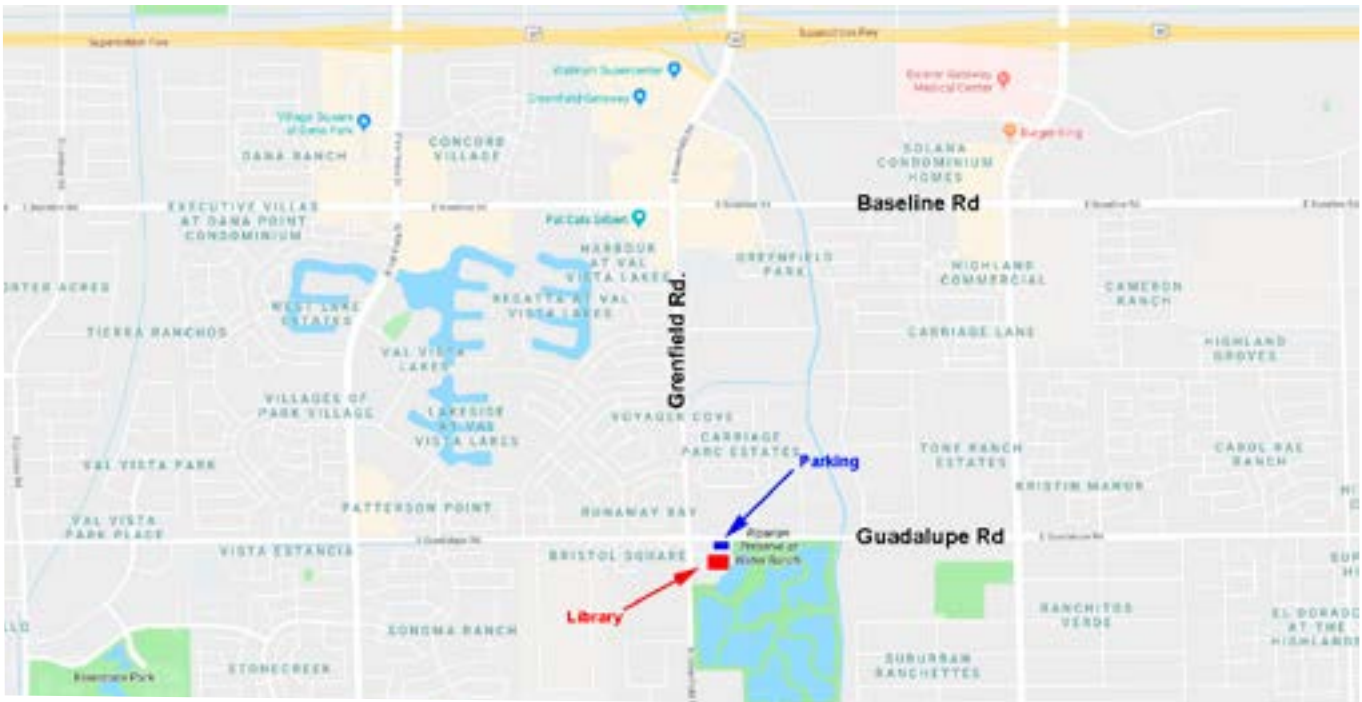 Superstition Fwy
Walmart Supercenter
Greenfield Gateway
Banner Gateway
Medical Center
Burger King
Village Square
at Dana Park
DANA RANCH
CONCORD
VILLAGE
SOLANA
CONDOMINIUM
HOMES
EXECUTIVE VILLAS
AT DANA POINT
CONDOMINIUM
Baseline Rd
HARBOUR
AT VAL
VISTA LAKES
GREENFIELD
PARK
HIGHLAND
COMMERCIAL
CAMERON
RANCH
WEST LAKE
ESTATES
REGATTA AT VAL
VISTA LAKES
Grenfield Rd.
TIERRA RANCHOS
CARRIAGE LANE
HIGHLAND
GROVES
VAL VISTA
LAKES
VILLAGES OF
PARK VILLAGE
LAKESIDE
AT VAL
VISTA LAKES
VOYAGER COVE
CARRIAGE
PARC ESTATES
TONE RANCH
ESTATES
CAROL RAE
RANCH
VAL VISTA PARK
Parking
KRISTIN MANOR
PATTERSON POINT
RUNAWAY BAY
VAL VISTA
PARK PLACE
VISTA ESTANCIA
E Guadalupe Rd
BRISTOL SQUARE
Riparian
Preserve at
Water Ranch
Guadalupe Rd
E Guadalupe Rd
Library
SONOMA RANCH
RANCHITOS
VERDE
EL DORADO
AT THE
HIGHLANDS
STONECREEK
SUBURBAN
RANCHETTES